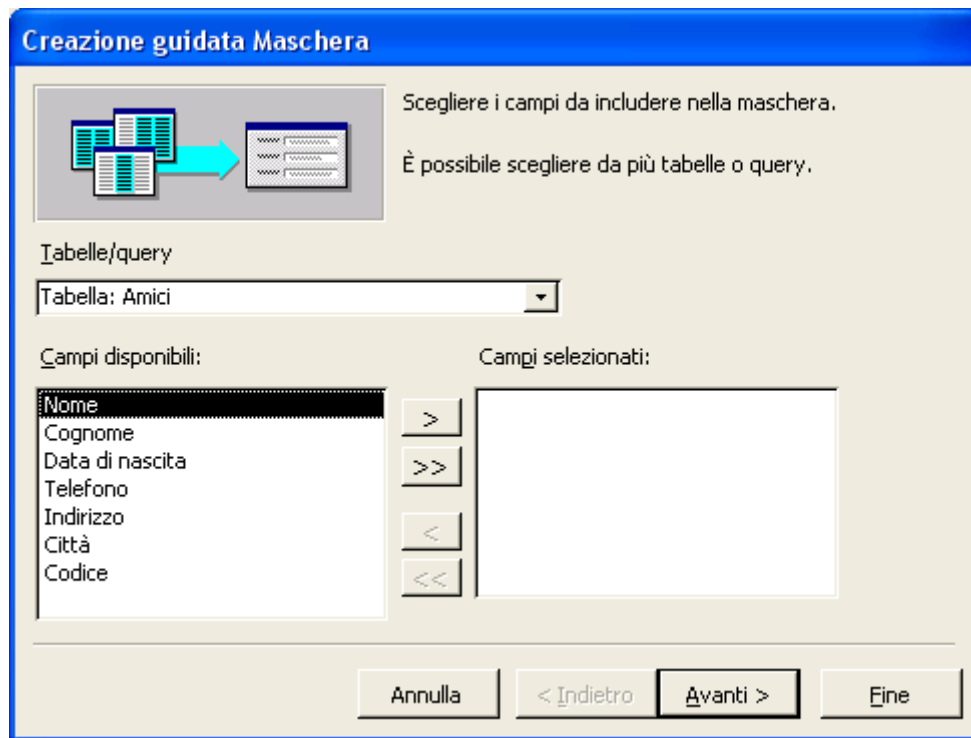 Creazione guidata Maschera
Scegliere i campi da includere nella maschera.
È possibile scegliere da più tabelle o query.
Tabelle/query
Tabella: Amici
Campi disponibili:
Campi selezionati:
Nome
Cognome
Data di nascita
Telefono
Indirizzo
Città
Codice
>
>>
<
<<
Annulla
< Indietro
Avanti >
Fine